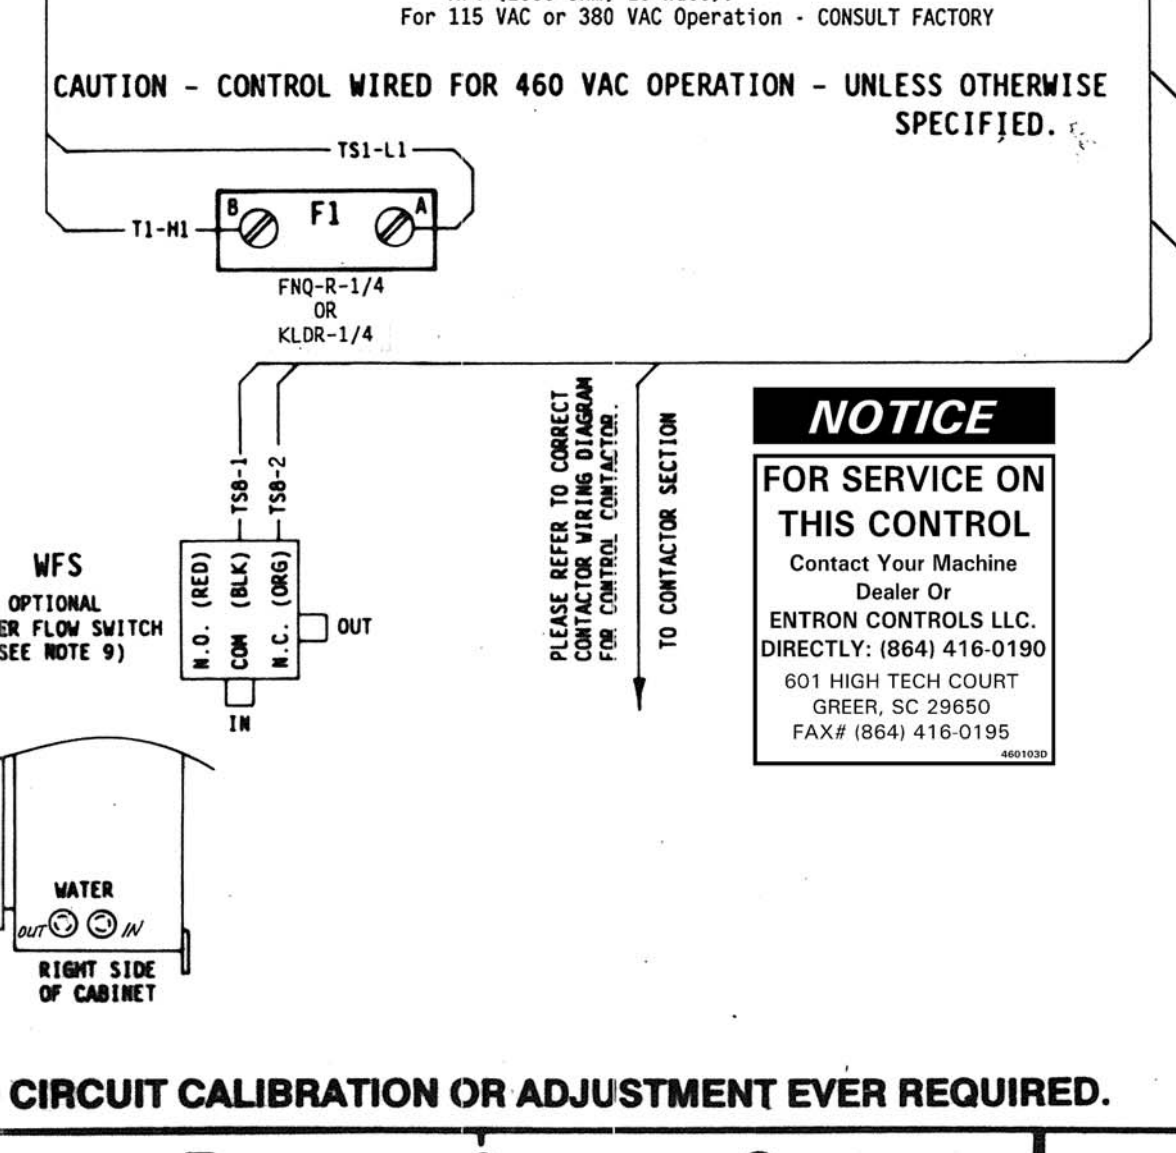 For 115 VAC or 380 VAC Operation - CONSULT FACTORY
CAUTION - CONTROL WIRED FOR 460 VAC OPERATION - UNLESS OTHERWISE
SPECIFIED.
TS1-L1
B
F1
A
T1-H1
FNQ-R-1/4
OR
KLDR-1/4
TS8-1
TS8-2
WFS
OPTIONAL
ER FLOW SWITCH
SEE NOTE 9)
N.O. (RED)
COM (BLK)
N.C. (ORG)
OUT
IN
PLEASE REFER TO CORRECT
CONTACTOR WIRING DIAGRAM
FOR CONTROL CONTACTOR.
TO CONTACTOR SECTION
NOTICE
FOR SERVICE ON
THIS CONTROL
Contact Your Machine
Dealer Or
ENTRON CONTROLS LLC.
DIRECTLY: (864) 416-0190
601 HIGH TECH COURT
GREER, SC 29650
FAX# (864) 416-0195
460103D
WATER
OUT
IN
RIGHT SIDE
OF CABINET
CIRCUIT CALIBRATION OR ADJUSTMENT EVER REQUIRED.